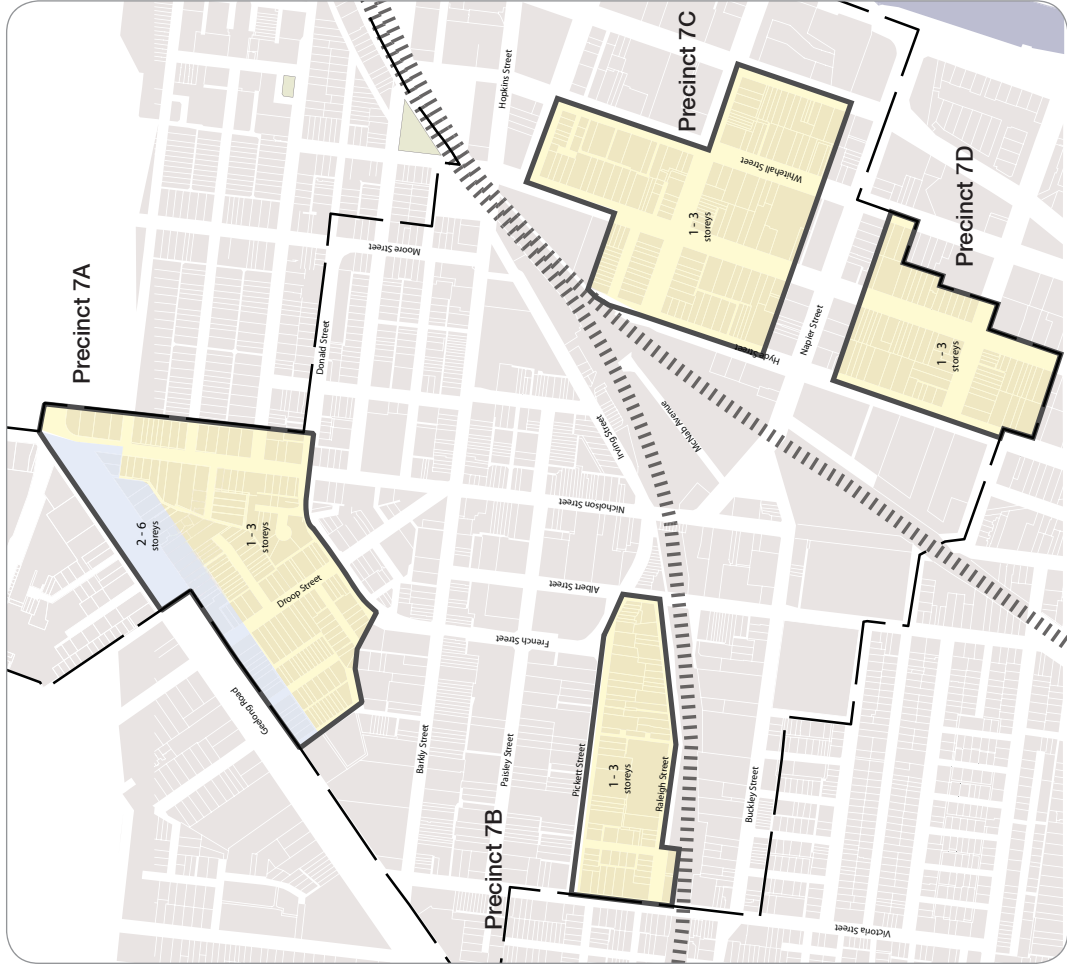 Precinct 7A
Precinct 7B
Precinct 7C
Precinct 7D
Hopkins Street
Moore Street
Donald Street
Whitehall Street
1 - 3
storeys
Hyde Street
Napier Street
1 - 3
storeys
Irving Street
McNab Avenue
Nicholson Street
2 - 6
storeys
1 - 3
storeys
Droop Street
Albert Street
French Street
Geelong Road
Barkly Street
Paisley Street
Pickett Street
1 - 3
storeys
Raleigh Street
Buckley Street
Victoria Street